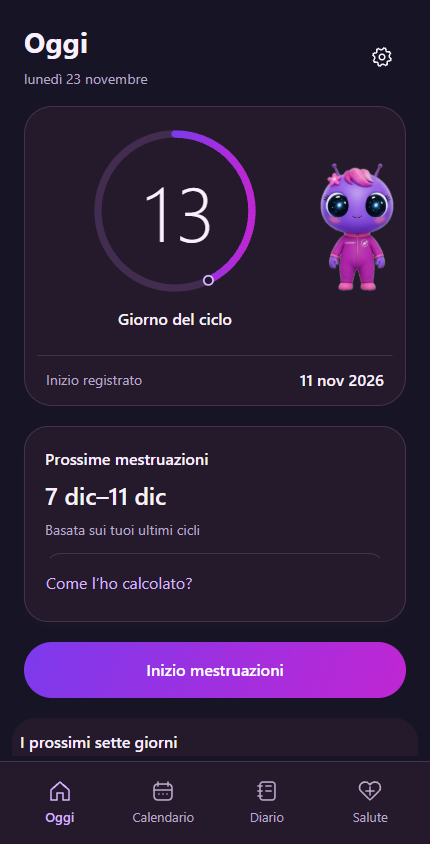 Oggi
lunedì 23 novembre
13
Giorno del ciclo
Inizio registrato
11 nov 2026
Prossime mestruazioni
7 dic–11 dic
Basata sui tuoi ultimi cicli
Come l’ho calcolato?
Inizio mestruazioni
I prossimi sette giorni
Oggi
Calendario
Diario
Salute